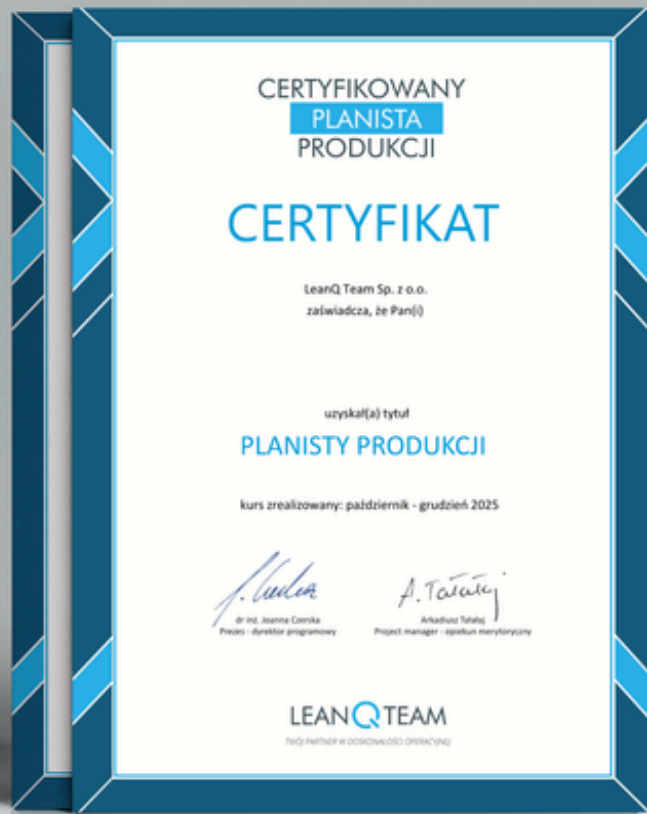 CERTYFIKOWANY
PLANISTA
PRODUKCJI
CERTYFIKAT
LeanQ Team Sp. z o.o.
zaświadcza, że Pan(i)
uzyskał(a) tytuł
PLANISTY PRODUKCJI
kurs zrealizowany: październik - grudzień 2025
A. Tałałaj
dr inż. Joanna Czerska
Prezes - dyrektor programowy
Arkadiusz Tałałaj
Project manager - opiekun merytoryczny
LEANQTEAM
TWÓJ PARTNER W DOSKONAŁOŚCI OPERACYJNEJ